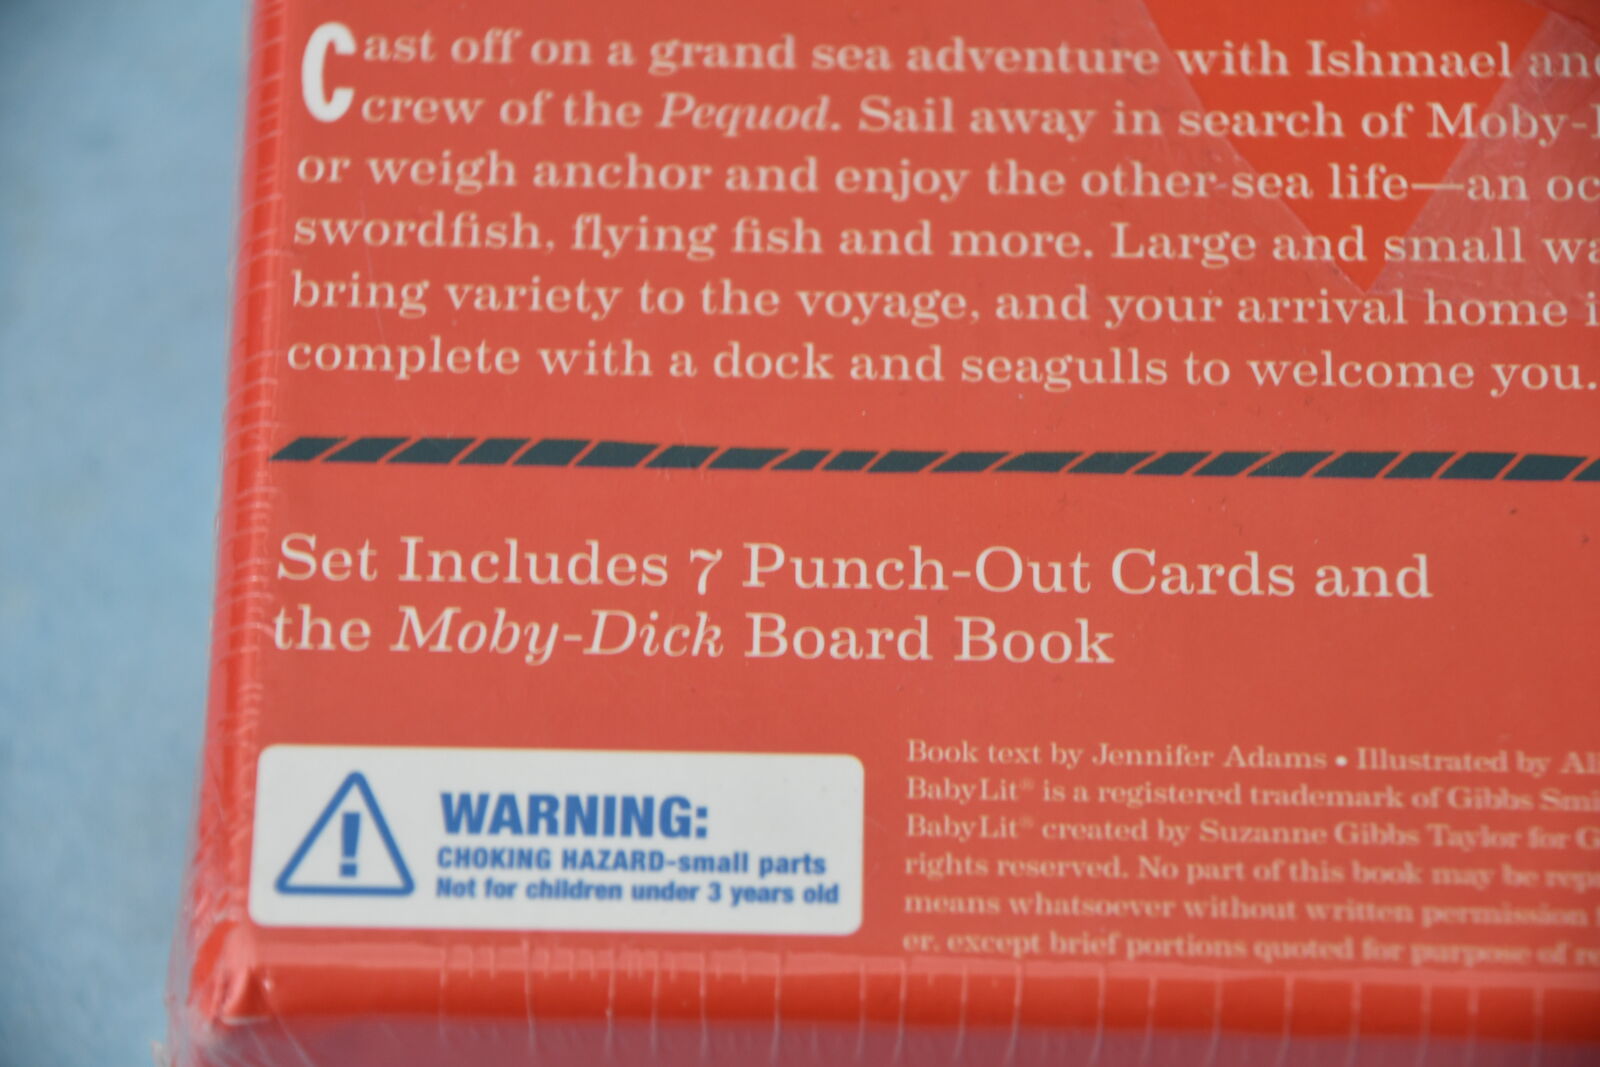 Cast off on a grand sea adventure with Ishmael and
crew of the Pequod. Sail away in search of Moby-
or weigh anchor and enjoy the other sea life—an oc
swordfish, flying fish and more. Large and small wa
bring variety to the voyage, and your arrival home i
complete with a dock and seagulls to welcome you.
Set Includes 7 Punch-Out Cards and
the Moby-Dick Board Book
WARNING:
CHOKING HAZARD-small parts
Not for children under 3 years old
Book text by Jennifer Adams • Illustrated by Ali
BabyLit® is a registered trademark of Gibbs Smi
BabyLit® created by Suzanne Gibbs Taylor for G
rights reserved. No part of this book may be repr
means whatsoever without written permission
er, except brief portions quoted for purpose of re